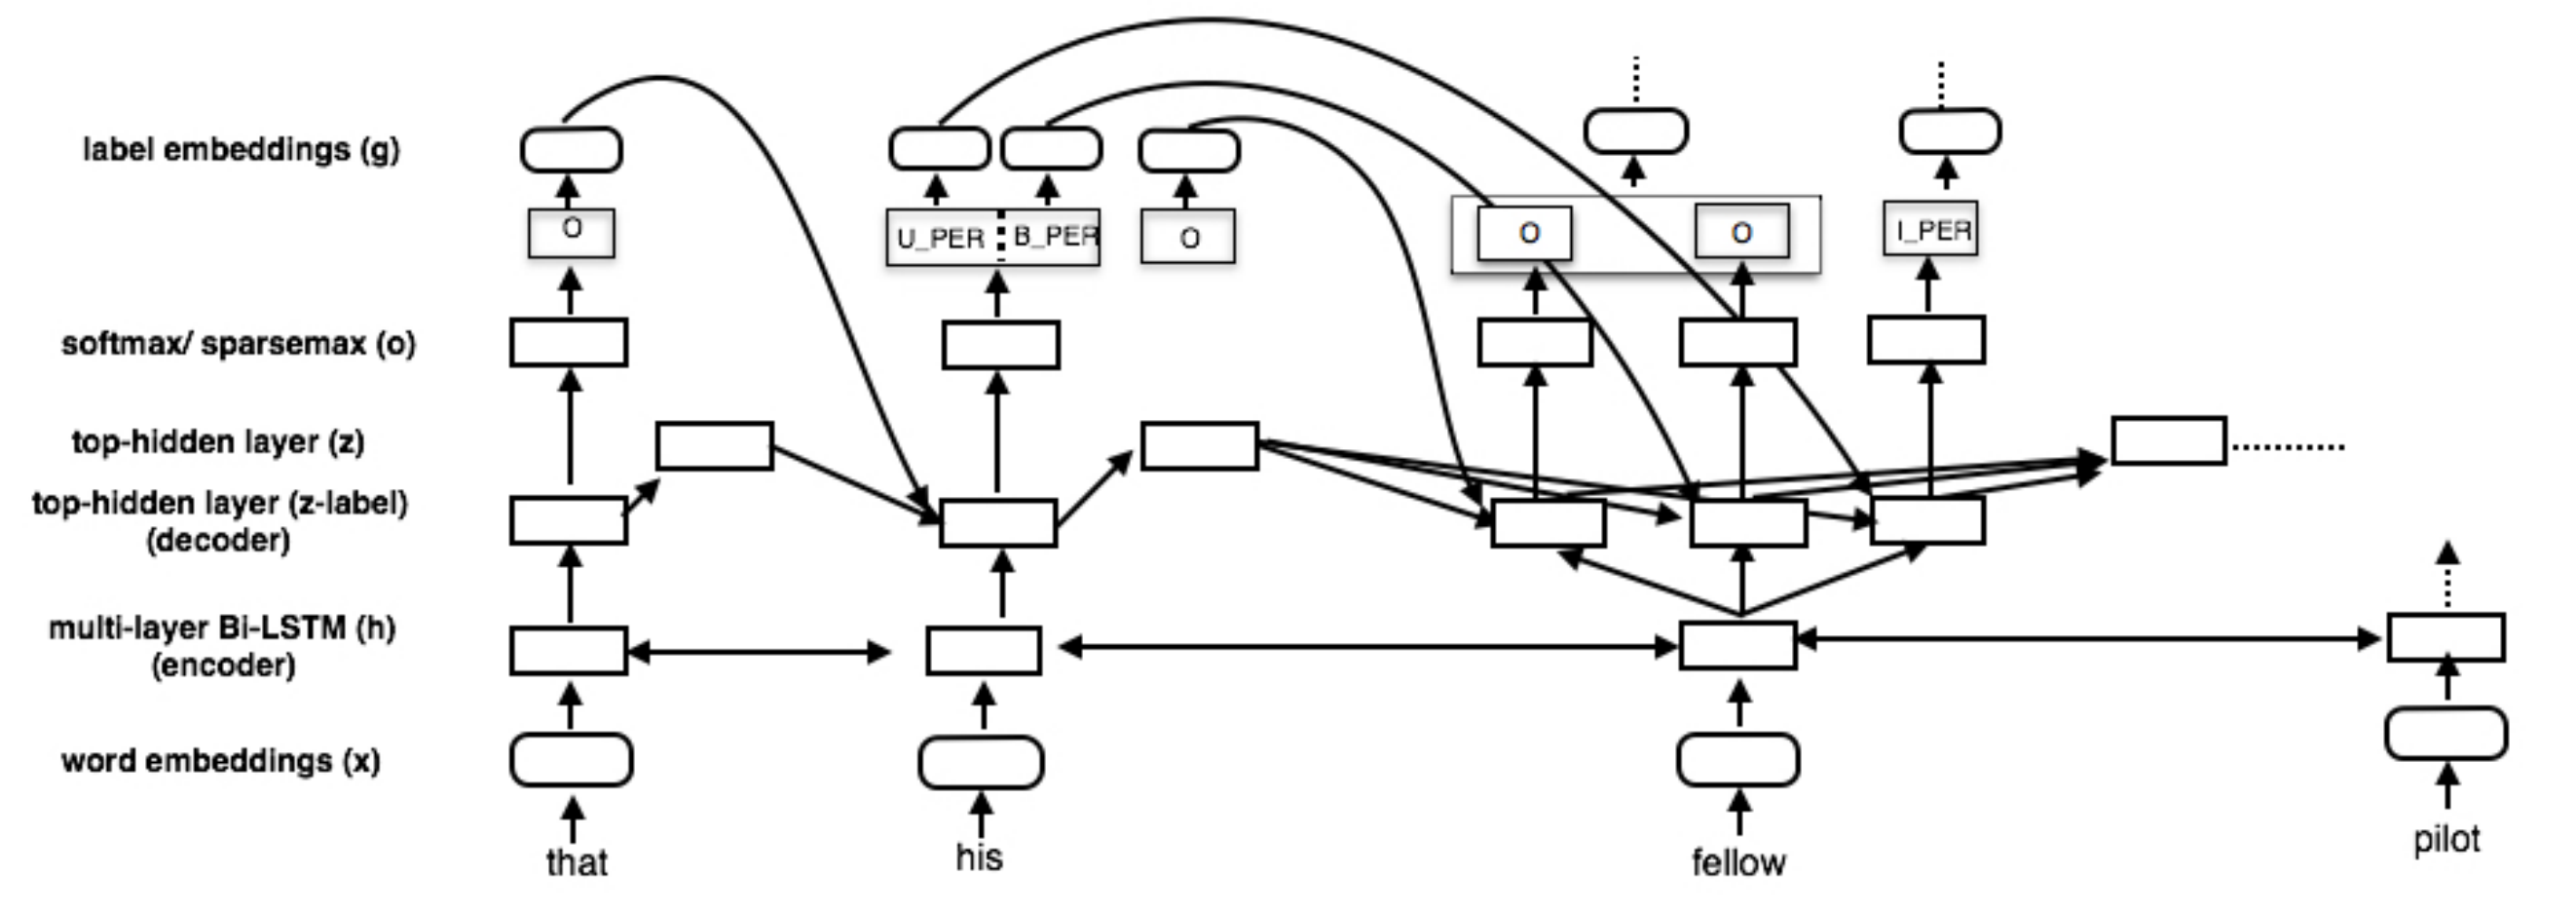 label embeddings (g)
O
U_PER
B_PER
O
O
O
I_PER
softmax/ sparsemax (o)
top-hidden layer (z)
top-hidden layer (z-label)
(decoder)
multi-layer Bi-LSTM (h)
(encoder)
word embeddings (x)
that
his
fellow
pilot